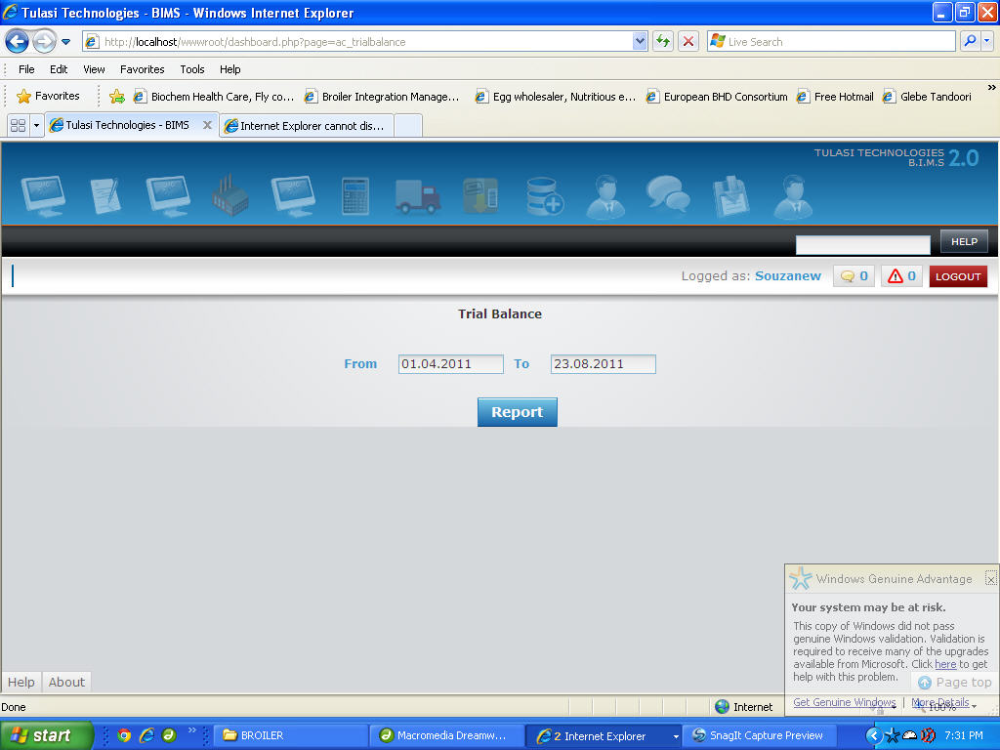 Tulasi Technologies - BIMS - Windows Internet Explorer
http://localhost/wwwroot/dashboard.php?page=ac_trialbalance
Live Search
File Edit View Favorites Tools Help
Favorites Biochem Health Care, Fly co... Broiler Integration Manage... Egg wholesaler, Nutritious e... European BHD Consortium Free Hotmail Glebe Tandoori »
Tulasi Technologies - BIMS X Internet Explorer cannot dis...
TULASI TECHNOLOGIES 2.0
B.I.M.S
HELP
Logged as: Souzanew 0 0 LOGOUT
Trial Balance
From 01.04.2011 To 23.08.2011
Report
Windows Genuine Advantage
Your system may be at risk.
This copy of Windows did not pass
genuine Windows validation. Validation is
required to receive many of the upgrades
available from Microsoft. Click here to get
help with this problem.
Page top
Get Genuine Windows | More Details
Help About
Done Internet 100%
start » BROILER Macromedia Dreamw... 2 Internet Explorer SnagIt Capture Preview 7:31 PM